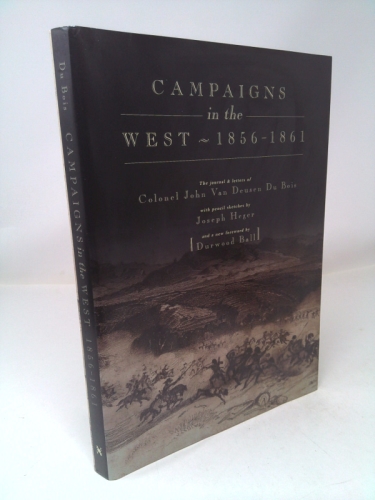 CAMPAIGNS
in the
WEST ~ 1856-1861
The journal & letters of
Colonel John Van Deusen Du Bois
with pencil sketches by
Joseph Heger
and a new foreword by
[Durwood Ball]
Du Bois CAMPAIGNS in the WEST 1856-1861